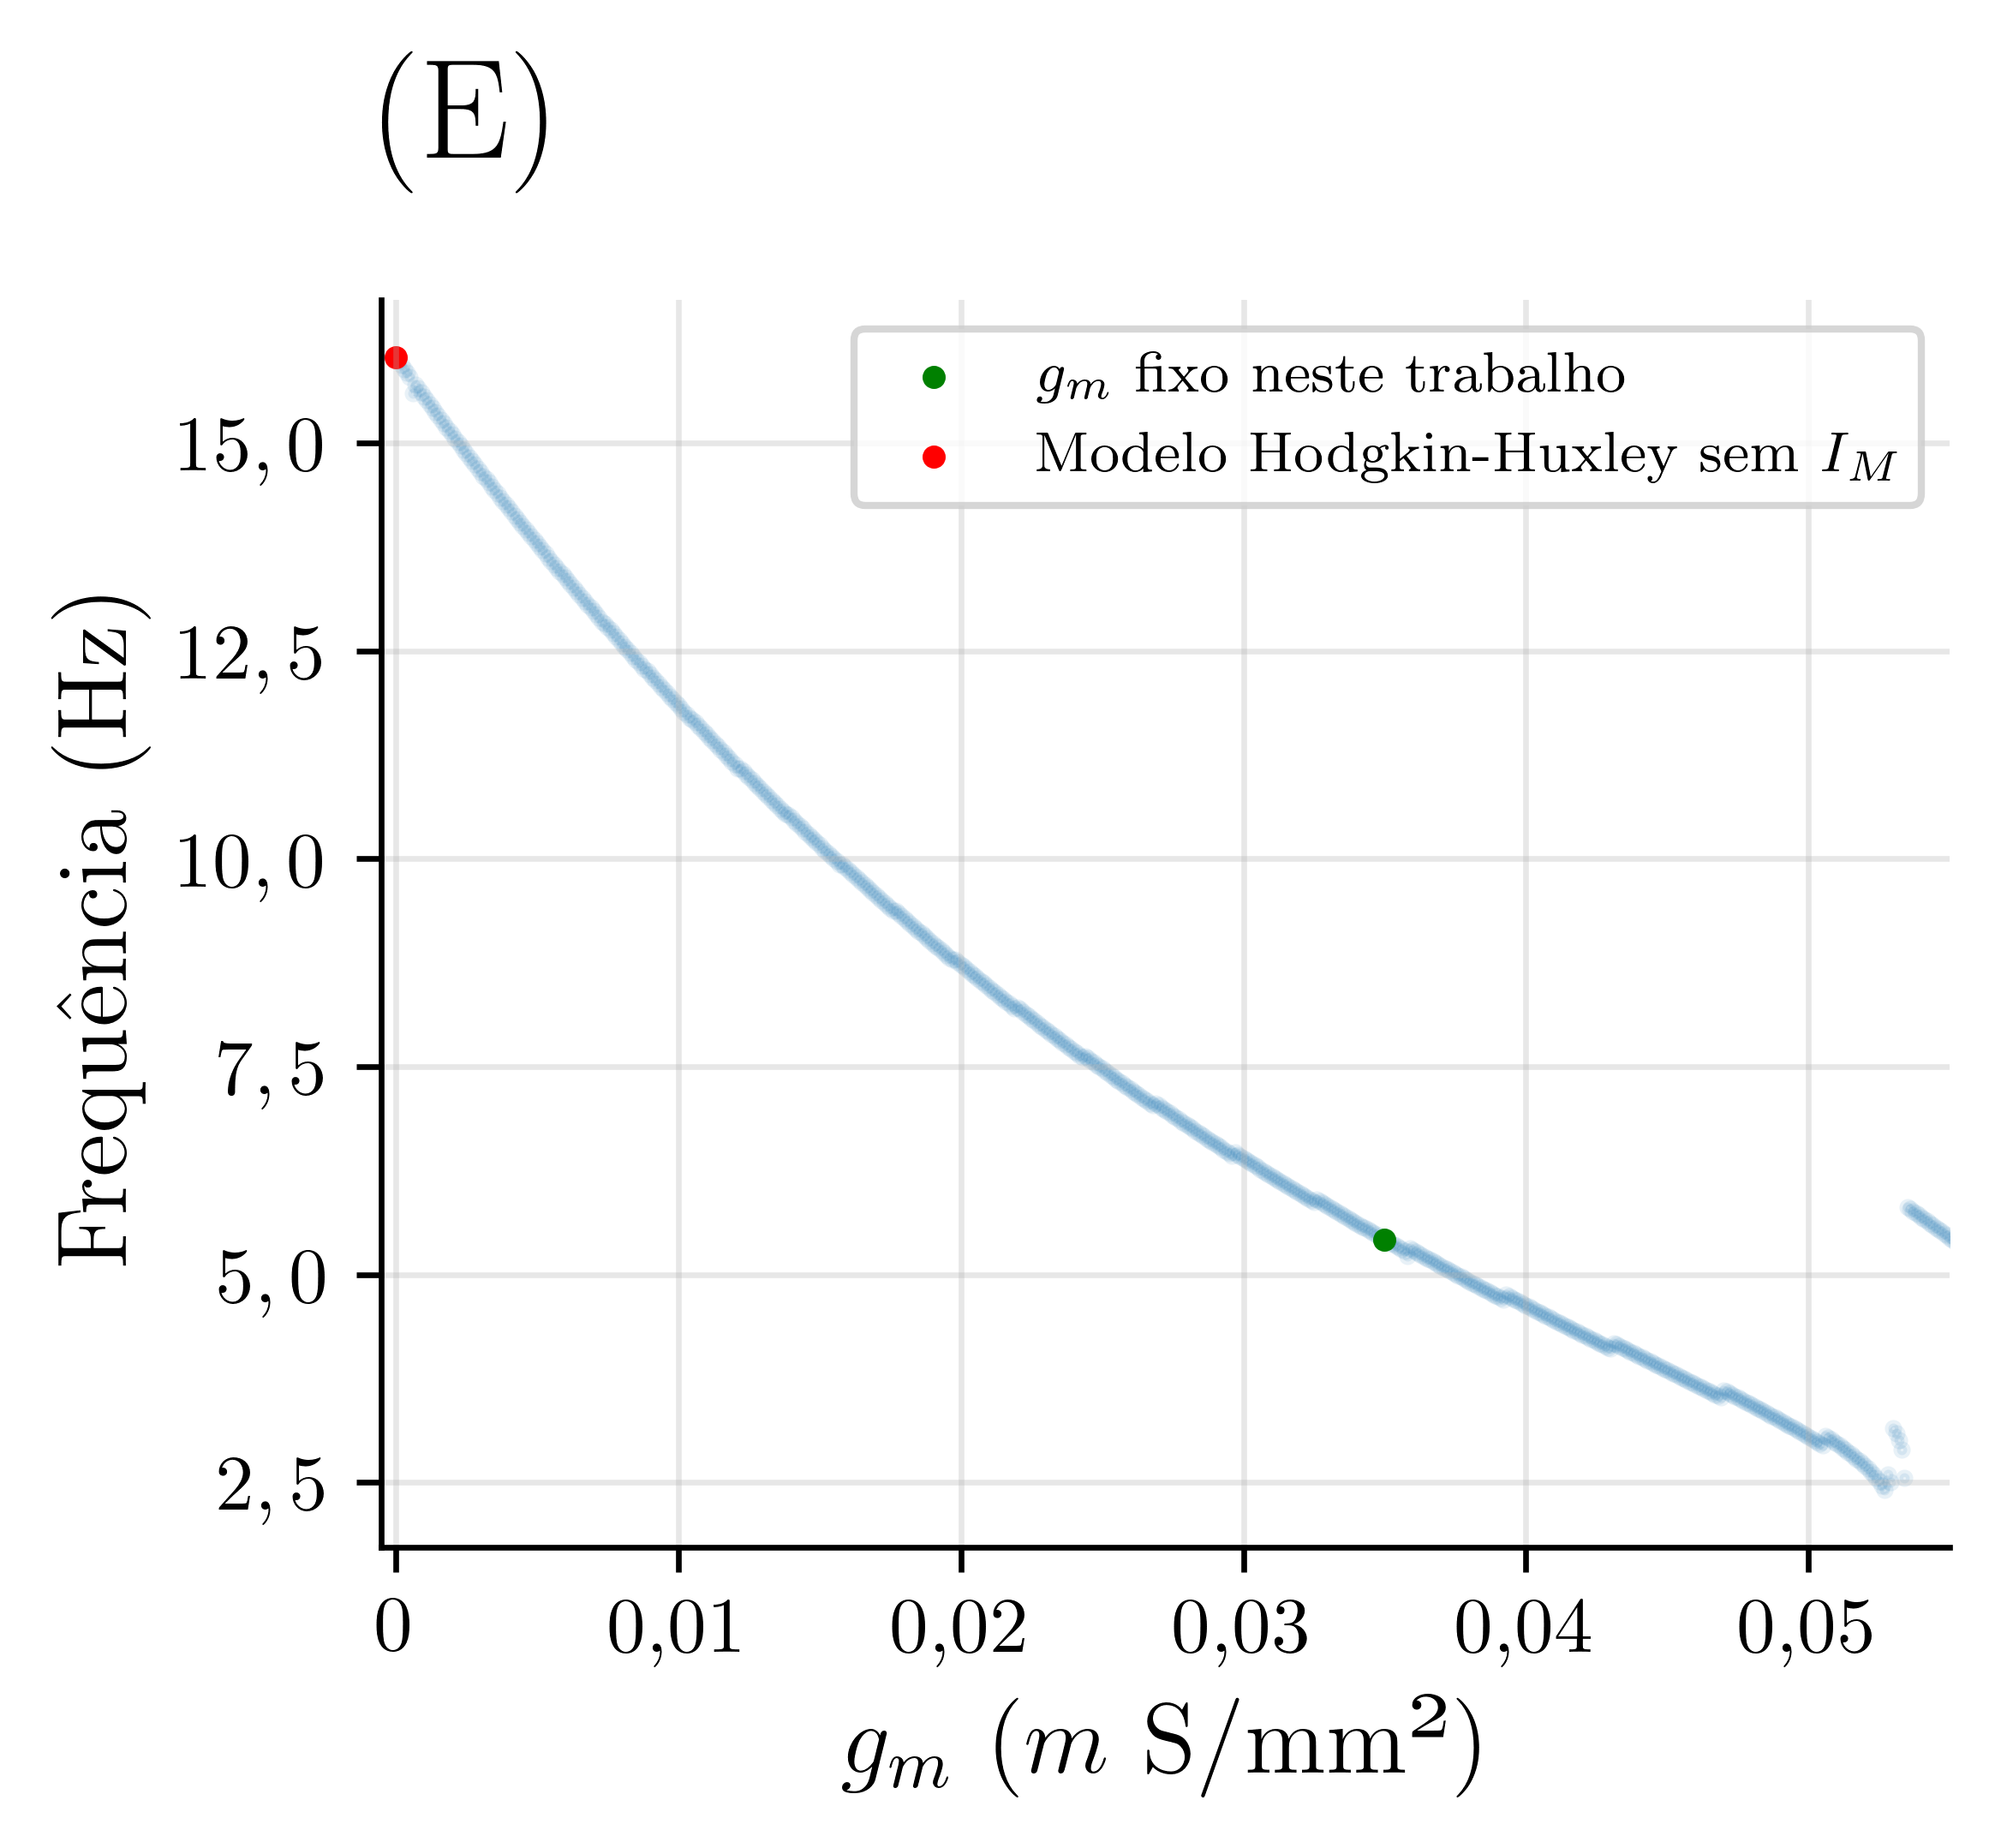 (E)
Frequência (Hz)
15,0
12,5
10,0
7,5
5,0
2,5
g_m fixo neste trabalho
Modelo Hodgkin-Huxley sem I_M
0 0,01 0,02 0,03 0,04 0,05
g_m (m S/mm²)